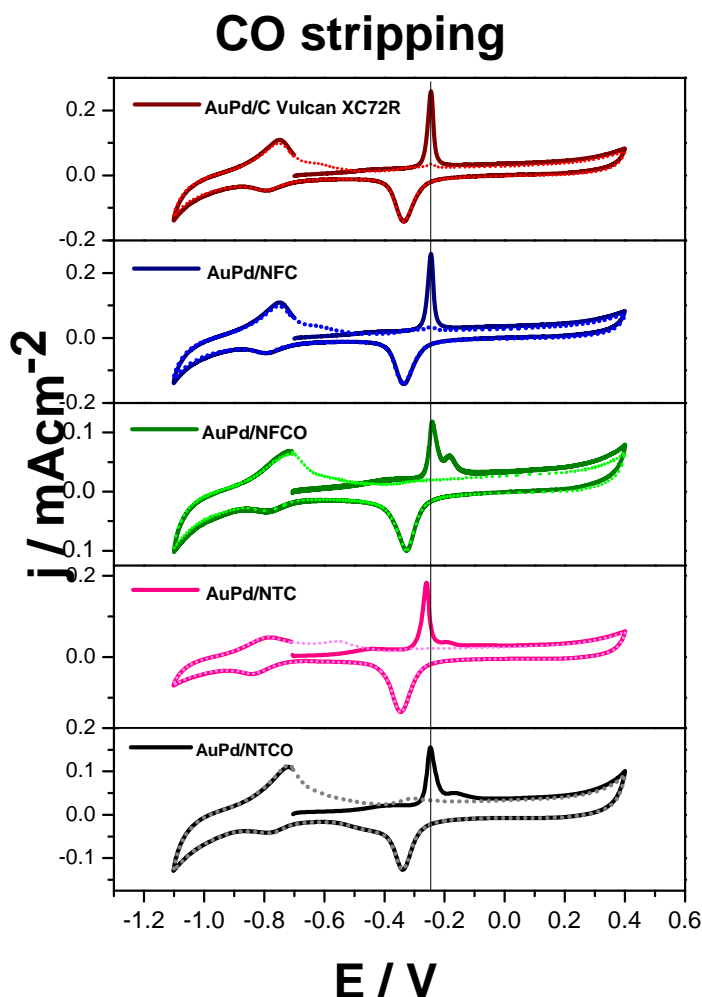 CO stripping
AuPd/C Vulcan XC72R
0.2
0.0
-0.2
AuPd/NFC
0.2
0.0
-0.2
AuPd/NFCO
0.1
0.0
0.1
AuPd/NTC
0.2
0.0
0.2
AuPd/NTCO
0.1
0.0
-0.1
j / mAcm-2
-1.2 -1.0 -0.8 -0.6 -0.4 -0.2 0.0 0.2 0.4 0.6
E / V